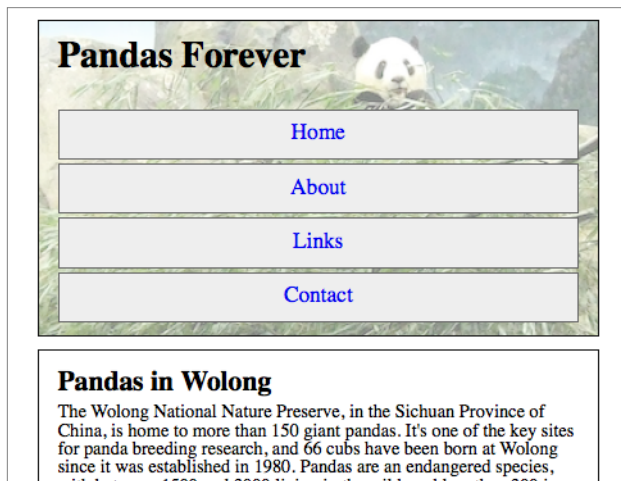 Pandas Forever
Home
About
Links
Contact
Pandas in Wolong
The Wolong National Nature Preserve, in the Sichuan Province of
China, is home to more than 150 giant pandas. It's one of the key sites
for panda breeding research, and 66 cubs have been born at Wolong
since it was established in 1980. Pandas are an endangered species,